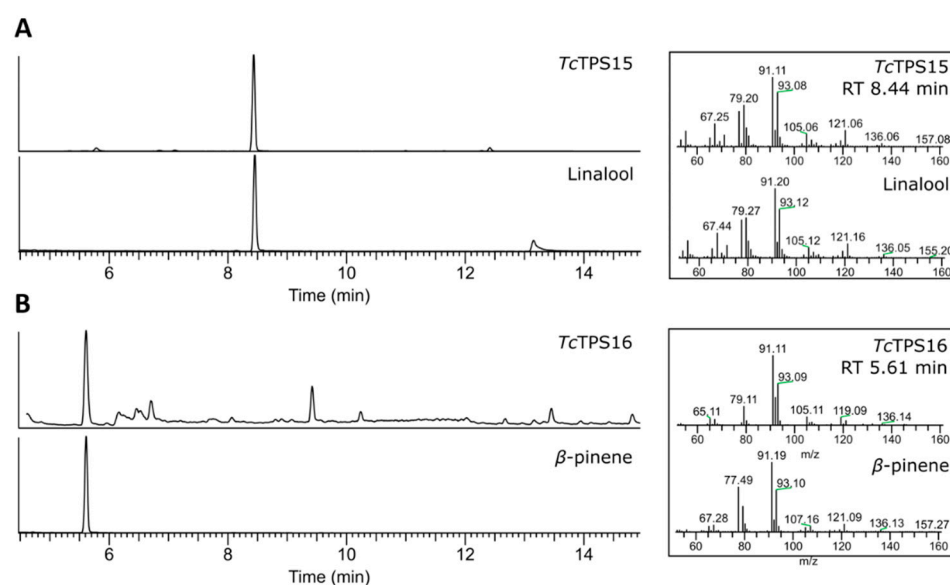 A
TcTPS15
Linalool
6 8 10 12 14
Time (min)
TcTPS15
RT 8.44 min
91.11
93.08
79.20
67.25
105.06
121.06
136.06
157.08
60 80 100 120 140 160
Linalool
91.20
93.12
79.27
67.44
105.12
121.16
136.05
155.20
60 80 100 120 140 160
B
TcTPS16
β-pinene
6 8 10 12 14
Time (min)
TcTPS16
RT 5.61 min
91.11
93.09
79.11
65.11
105.11
119.09
136.14
60 80 100 120 140 160
m/z
β-pinene
91.19
77.49
93.10
67.28
107.16
121.09
136.13
157.27
60 80 100 120 140 160
m/z